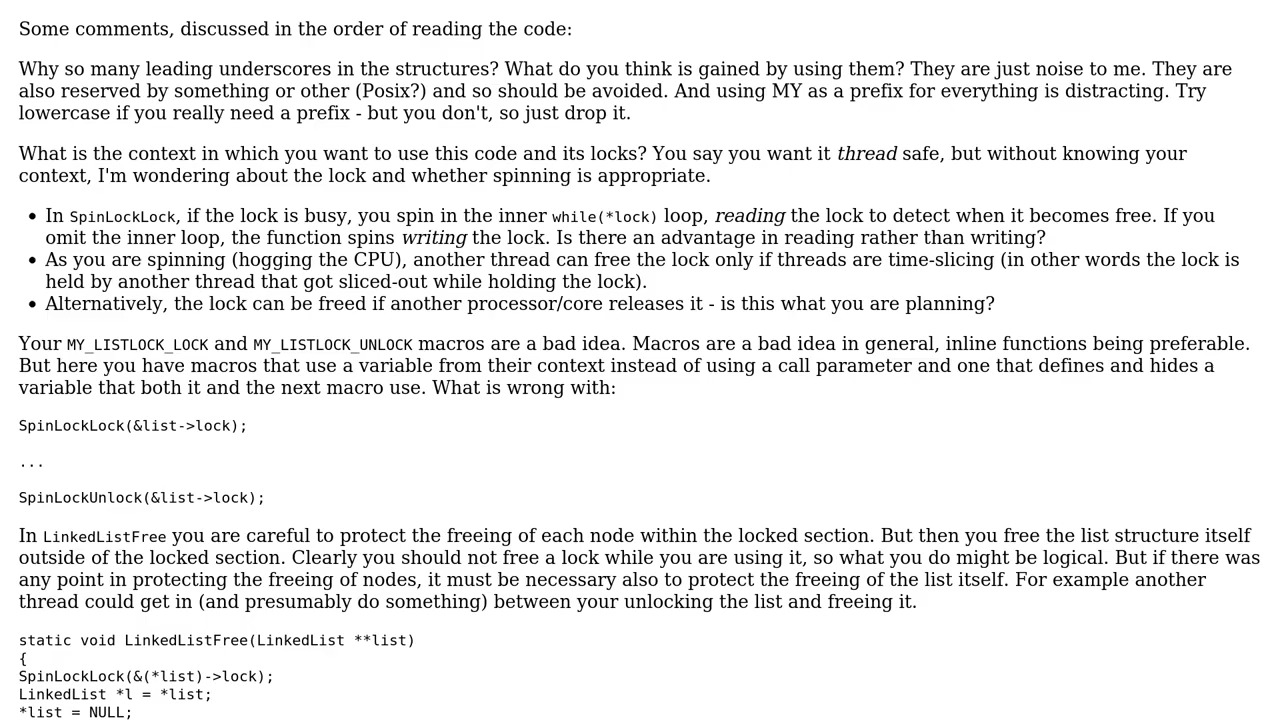 Some comments, discussed in the order of reading the code:
Why so many leading underscores in the structures? What do you think is gained by using them? They are just noise to me. They are
also reserved by something or other (Posix?) and so should be avoided. And using MY as a prefix for everything is distracting. Try
lowercase if you really need a prefix - but you don't, so just drop it.
What is the context in which you want to use this code and its locks? You say you want it thread safe, but without knowing your
context, I'm wondering about the lock and whether spinning is appropriate.
• In SpinLockLock, if the lock is busy, you spin in the inner while(*lock) loop, reading the lock to detect when it becomes free. If you
omit the inner loop, the function spins writing the lock. Is there an advantage in reading rather than writing?
• As you are spinning (hogging the CPU), another thread can free the lock only if threads are time-slicing (in other words the lock is
held by another thread that got sliced-out while holding the lock).
• Alternatively, the lock can be freed if another processor/core releases it - is this what you are planning?
Your MY_LISTLOCK_LOCK and MY_LISTLOCK_UNLOCK macros are a bad idea. Macros are a bad idea in general, inline functions being preferable.
But here you have macros that use a variable from their context instead of using a call parameter and one that defines and hides a
variable that both it and the next macro use. What is wrong with:
SpinLockLock(&list->lock);
...
SpinLockUnlock(&list->lock);
In LinkedListFree you are careful to protect the freeing of each node within the locked section. But then you free the list structure itself
outside of the locked section. Clearly you should not free a lock while you are using it, so what you do might be logical. But if there was
any point in protecting the freeing of nodes, it must be necessary also to protect the freeing of the list itself. For example another
thread could get in (and presumably do something) between your unlocking the list and freeing it.
static void LinkedListFree(LinkedList **list)
{
SpinLockLock(&(*list)->lock);
LinkedList *l = *list;
*list = NULL;